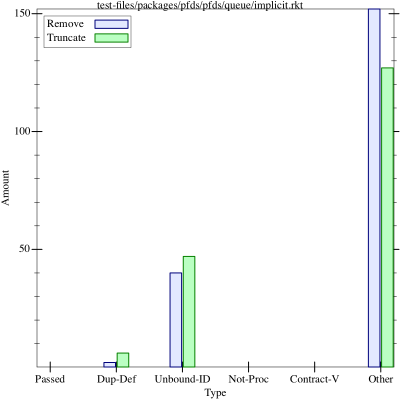 test-files/packages/pfds/pfds/queue/implicit.rkt
Remove
Truncate
150
100
50
Amount
Passed Dup-Def Unbound-ID Not-Proc Contract-V Other
Type